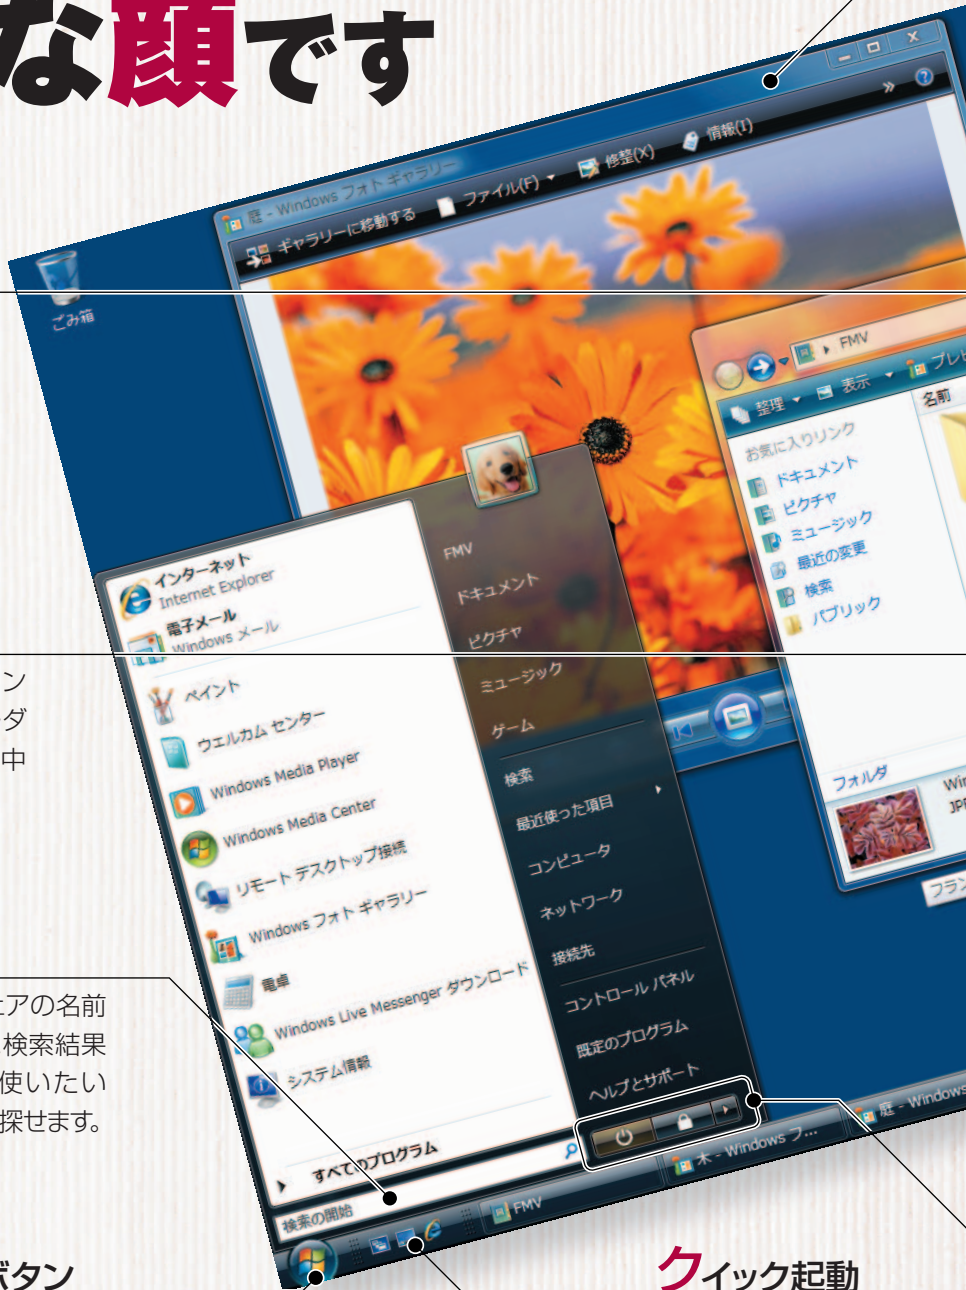 な顔です
庭 - Windows フォト ギャラリー
ギャラリーに移動する ファイル(F) 修整(X) 情報(I) »
ごみ箱
FMV
整理 表示 プレビ
名前
お気に入りリンク
ドキュメント
ピクチャ
ミュージック
最近の変更
検索
パブリック
フォルダ
Win
JPE
フラン
インターネット
Internet Explorer
電子メール
Windows メール
ペイント
ウェルカム センター
Windows Media Player
Windows Media Center
リモート デスクトップ接続
Windows フォト ギャラリー
電卓
Windows Live Messenger ダウンロード
システム情報
すべてのプログラム
検索の開始
FMV
ドキュメント
ピクチャ
ミュージック
ゲーム
検索
最近使った項目
コンピュータ
ネットワーク
接続先
コントロール パネル
既定のプログラム
ヘルプとサポート
FMV
木 - Windows フ...
庭 - Windows
ン
ダ
中
ェアの名前
検索結果
使いたい
探せます。
ボタン
クイック起動